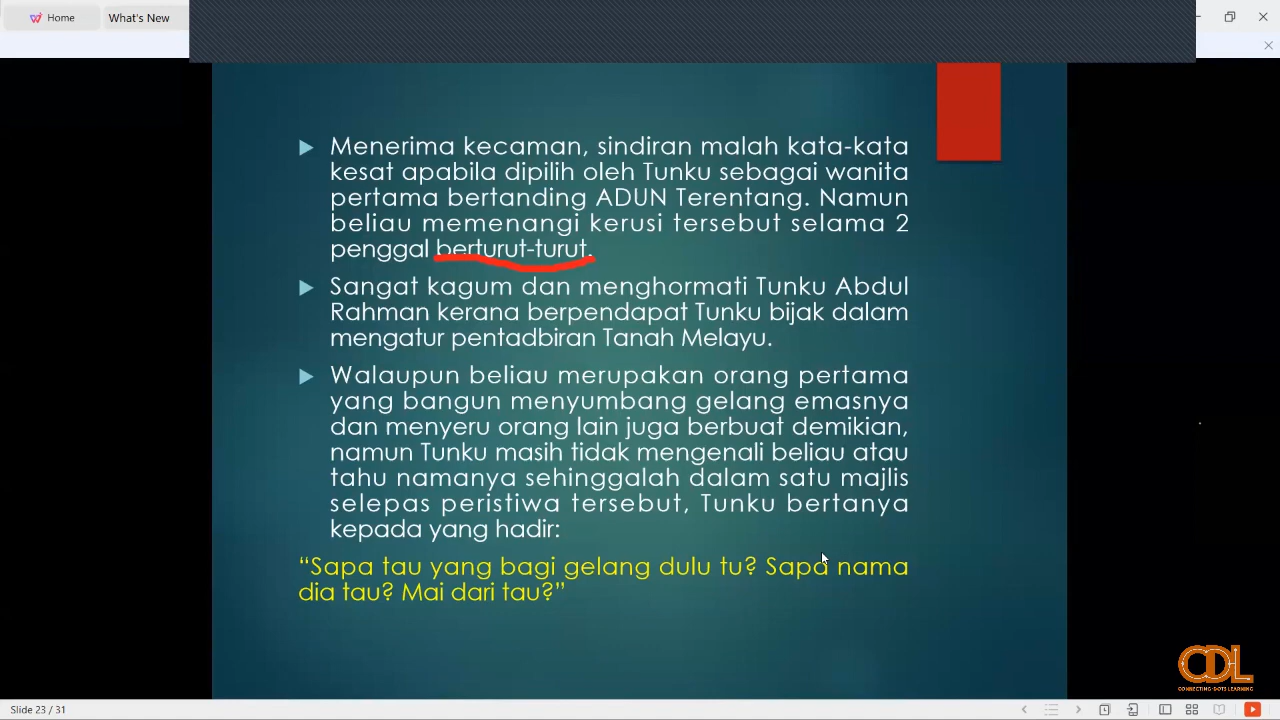 Home
What's New
Menerima kecaman, sindiran malah kata-kata
kesat apabila dipilih oleh Tunku sebagai wanita
pertama bertanding ADUN Terentang. Namun
beliau memenangi kerusi tersebut selama 2
penggal berturut-turut.
Sangat kagum dan menghormati Tunku Abdul
Rahman kerana berpendapat Tunku bijak dalam
mengatur pentadbiran Tanah Melayu.
Walaupun beliau merupakan orang pertama
yang bangun menyumbang gelang emasnya
dan menyeru orang lain juga berbuat demikian,
namun Tunku masih tidak mengenali beliau atau
tahu namanya sehinggalah dalam satu majlis
selepas peristiwa tersebut, Tunku bertanya
kepada yang hadir:
“Sapa tau yang bagi gelang dulu tu? Sapa nama
dia tau? Mai dari tau?”
CDL
CONNECTING·DOTS·LEARNING
Slide 23 / 31